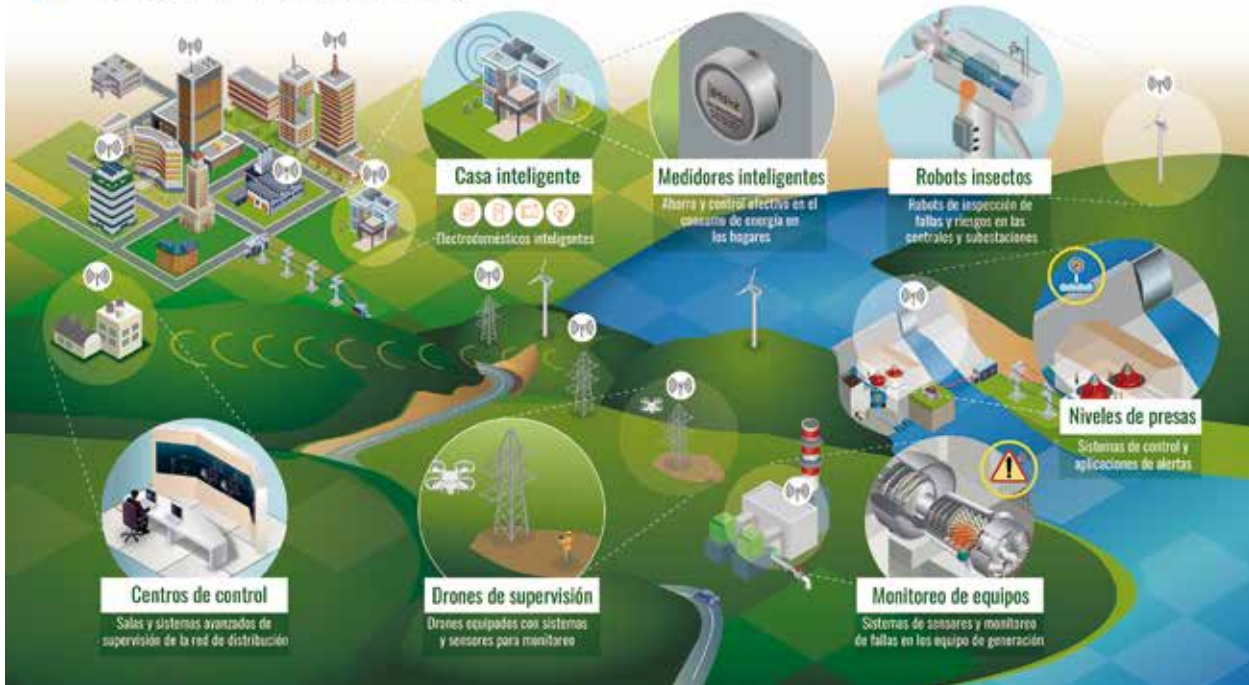 Casa inteligente
Electrodomésticos inteligentes
Medidores inteligentes
Ahorro y control efectivo en el
consumo de energía en
los hogares
Robots insectos
Robots de inspección de
fallas y riesgos en las
centrales y subestaciones
Niveles de presas
Sistemas de control y
aplicaciones de alertas
Centros de control
Salas y sistemas avanzados de
supervisión de la red de distribución
Drones de supervisión
Drones equipados con sistemas
y sensores para monitoreo
Monitoreo de equipos
Sistemas de sensores y monitoreo
de fallas en los equipo de generación